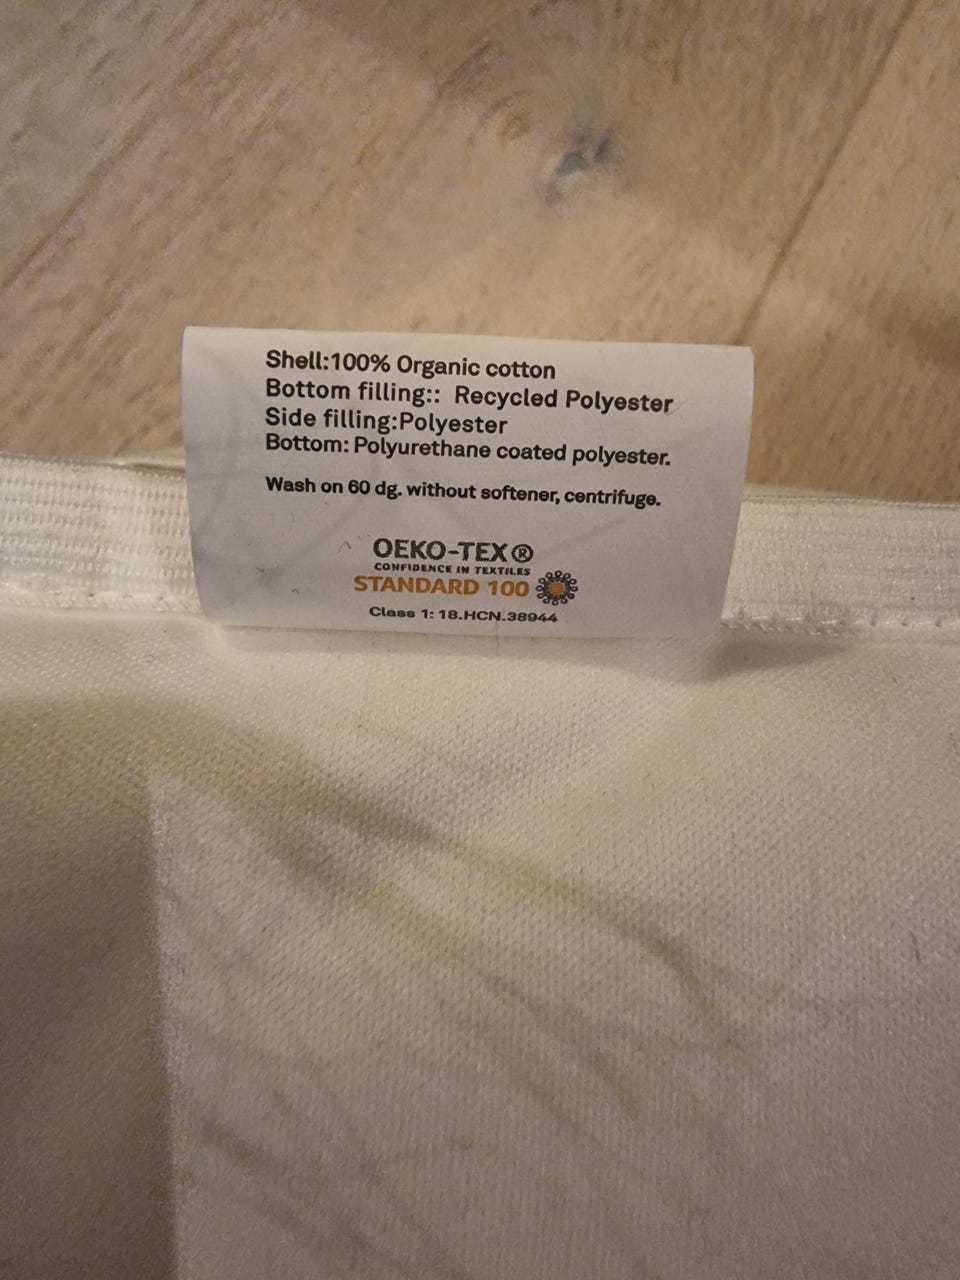 Shell:100% Organic cotton
Bottom filling:: Recycled Polyester
Side filling:Polyester
Bottom: Polyurethane coated polyester.
Wash on 60 dg. without softener, centrifuge.
OEKO-TEX®
CONFIDENCE IN TEXTILES
STANDARD 100
Class 1: 18.HCN.38944